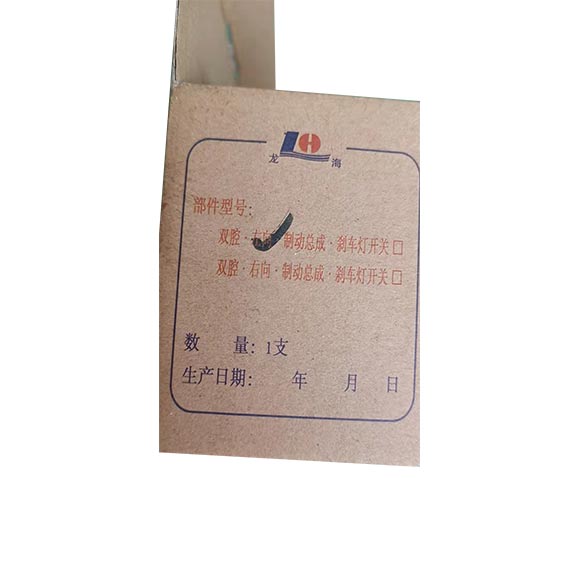 龙 海
部件型号:
双腔· 向·制动总成·刹车灯开关□
双腔·右向·制动总成·刹车灯开关□
数 量: 1支
生产日期: 年 月 日